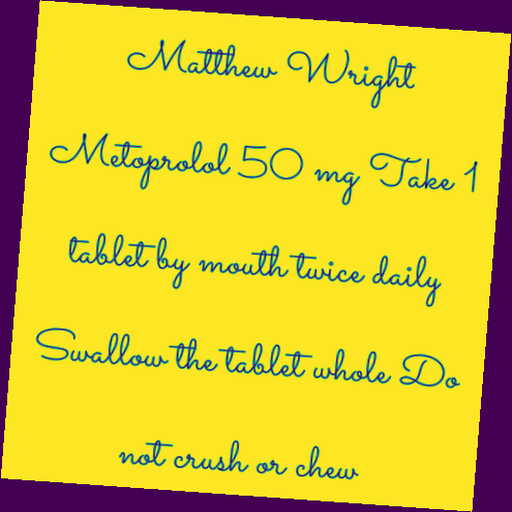 Matthew Wright
Metoprolol 50 mg Take 1
tablet by mouth twice daily
Swallow the tablet whole Do
not crush or chew